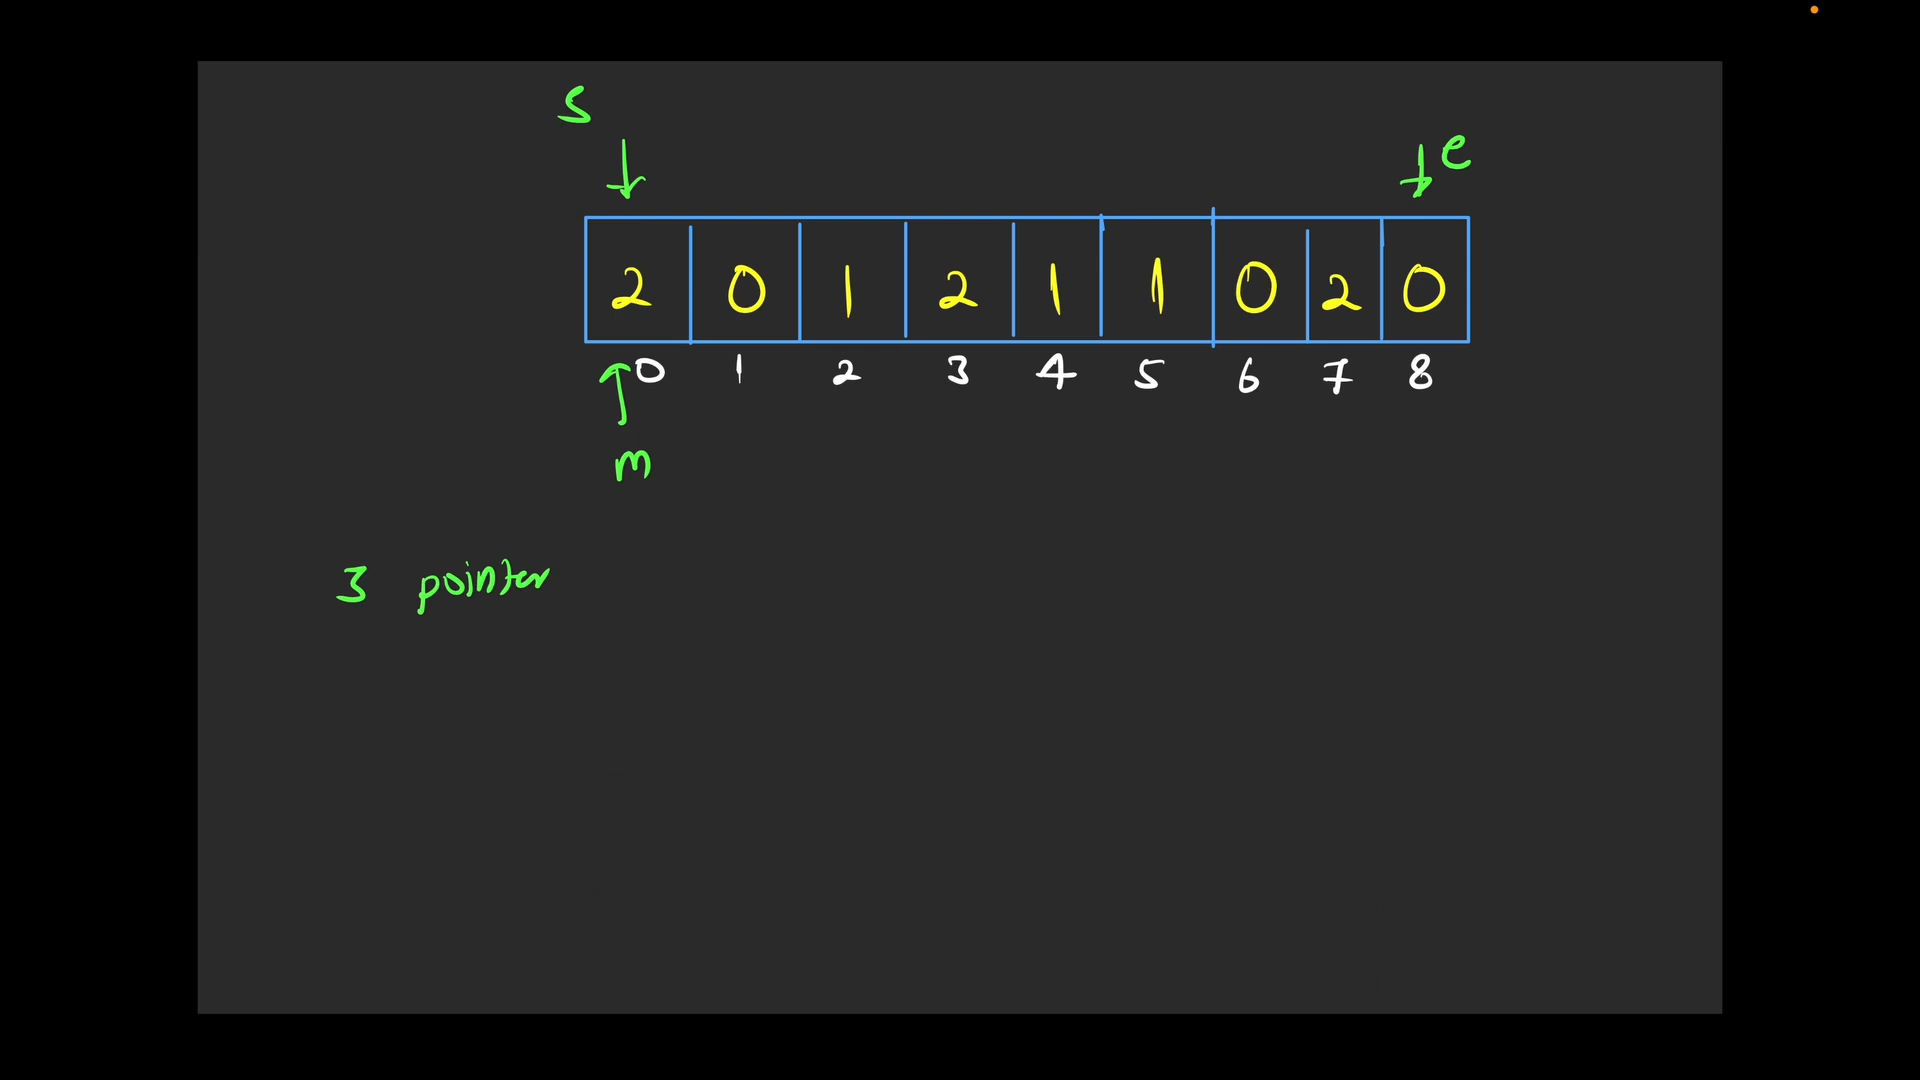 S
e
2 0 1 2 1 1 0 2 0
0 1 2 3 4 5 6 7 8
m
3 pointer